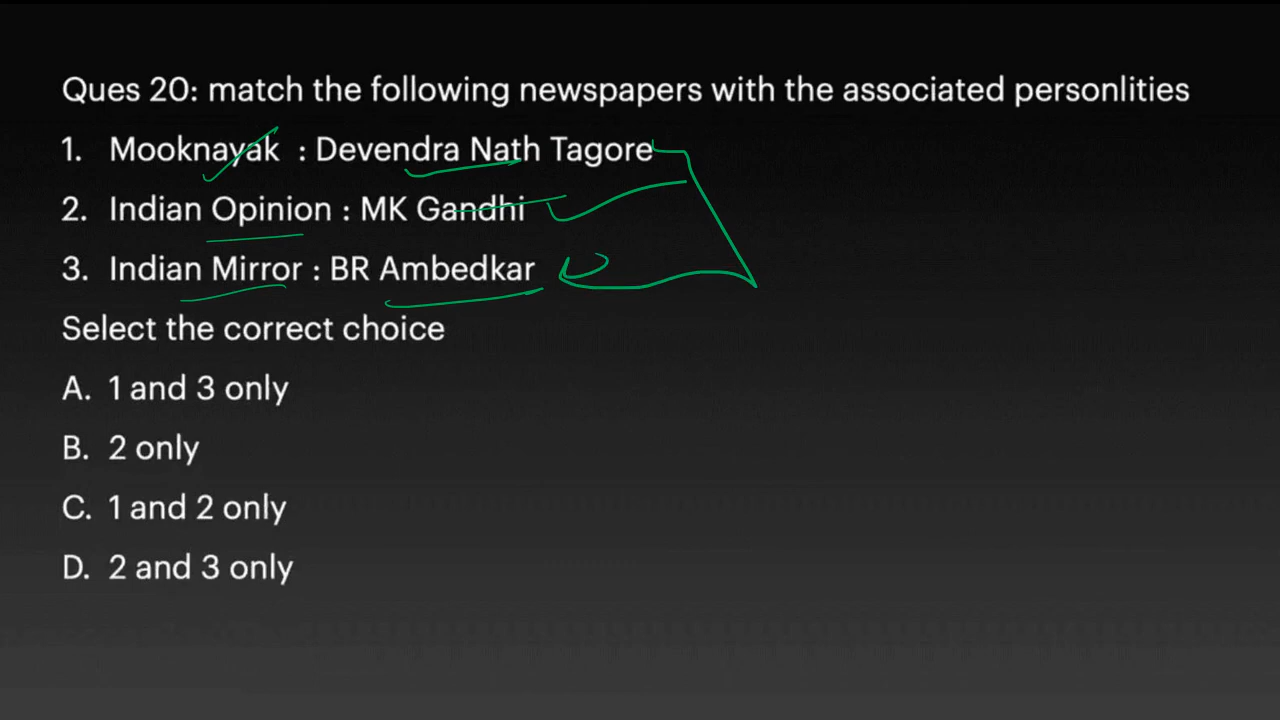 Ques 20: match the following newspapers with the associated personlities
1. Mooknayak : Devendra Nath Tagore
2. Indian Opinion : MK Gandhi
3. Indian Mirror : BR Ambedkar
Select the correct choice
A. 1 and 3 only
B. 2 only
C. 1 and 2 only
D. 2 and 3 only